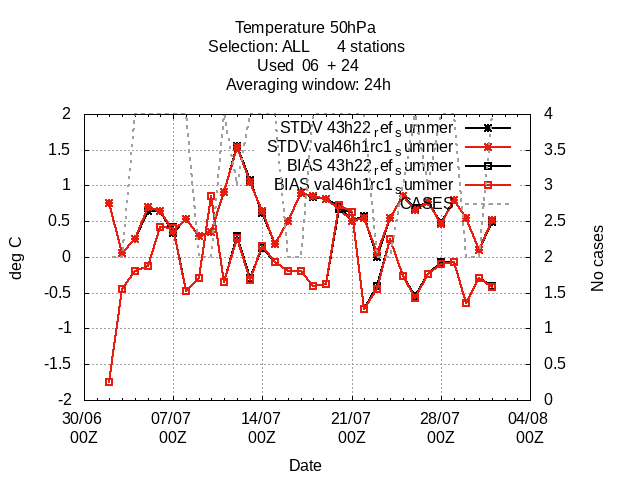 Temperature 50hPa
Selection: ALL 4 stations
Used 06 + 24
Averaging window: 24h
STDV 43h22_ref_summer
STDV val46h1rc1_summer
BIAS 43h22_ref_summer
BIAS val46h1rc1_summer
CASES
2
1.5
1
0.5
0
-0.5
-1
-1.5
-2
4
3.5
3
2.5
2
1.5
1
0.5
0
deg C
No cases
30/06 07/07 14/07 21/07 28/07 04/08
00Z 00Z 00Z 00Z 00Z 00Z
Date